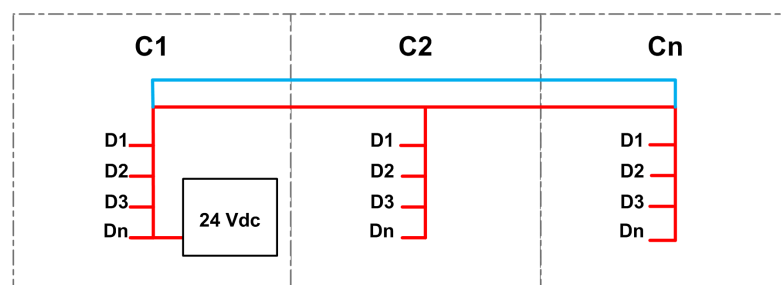 C1 C2 Cn
D1 D1 D1
D2 D2 D2
D3 D3 D3
Dn 24 Vdc Dn Dn